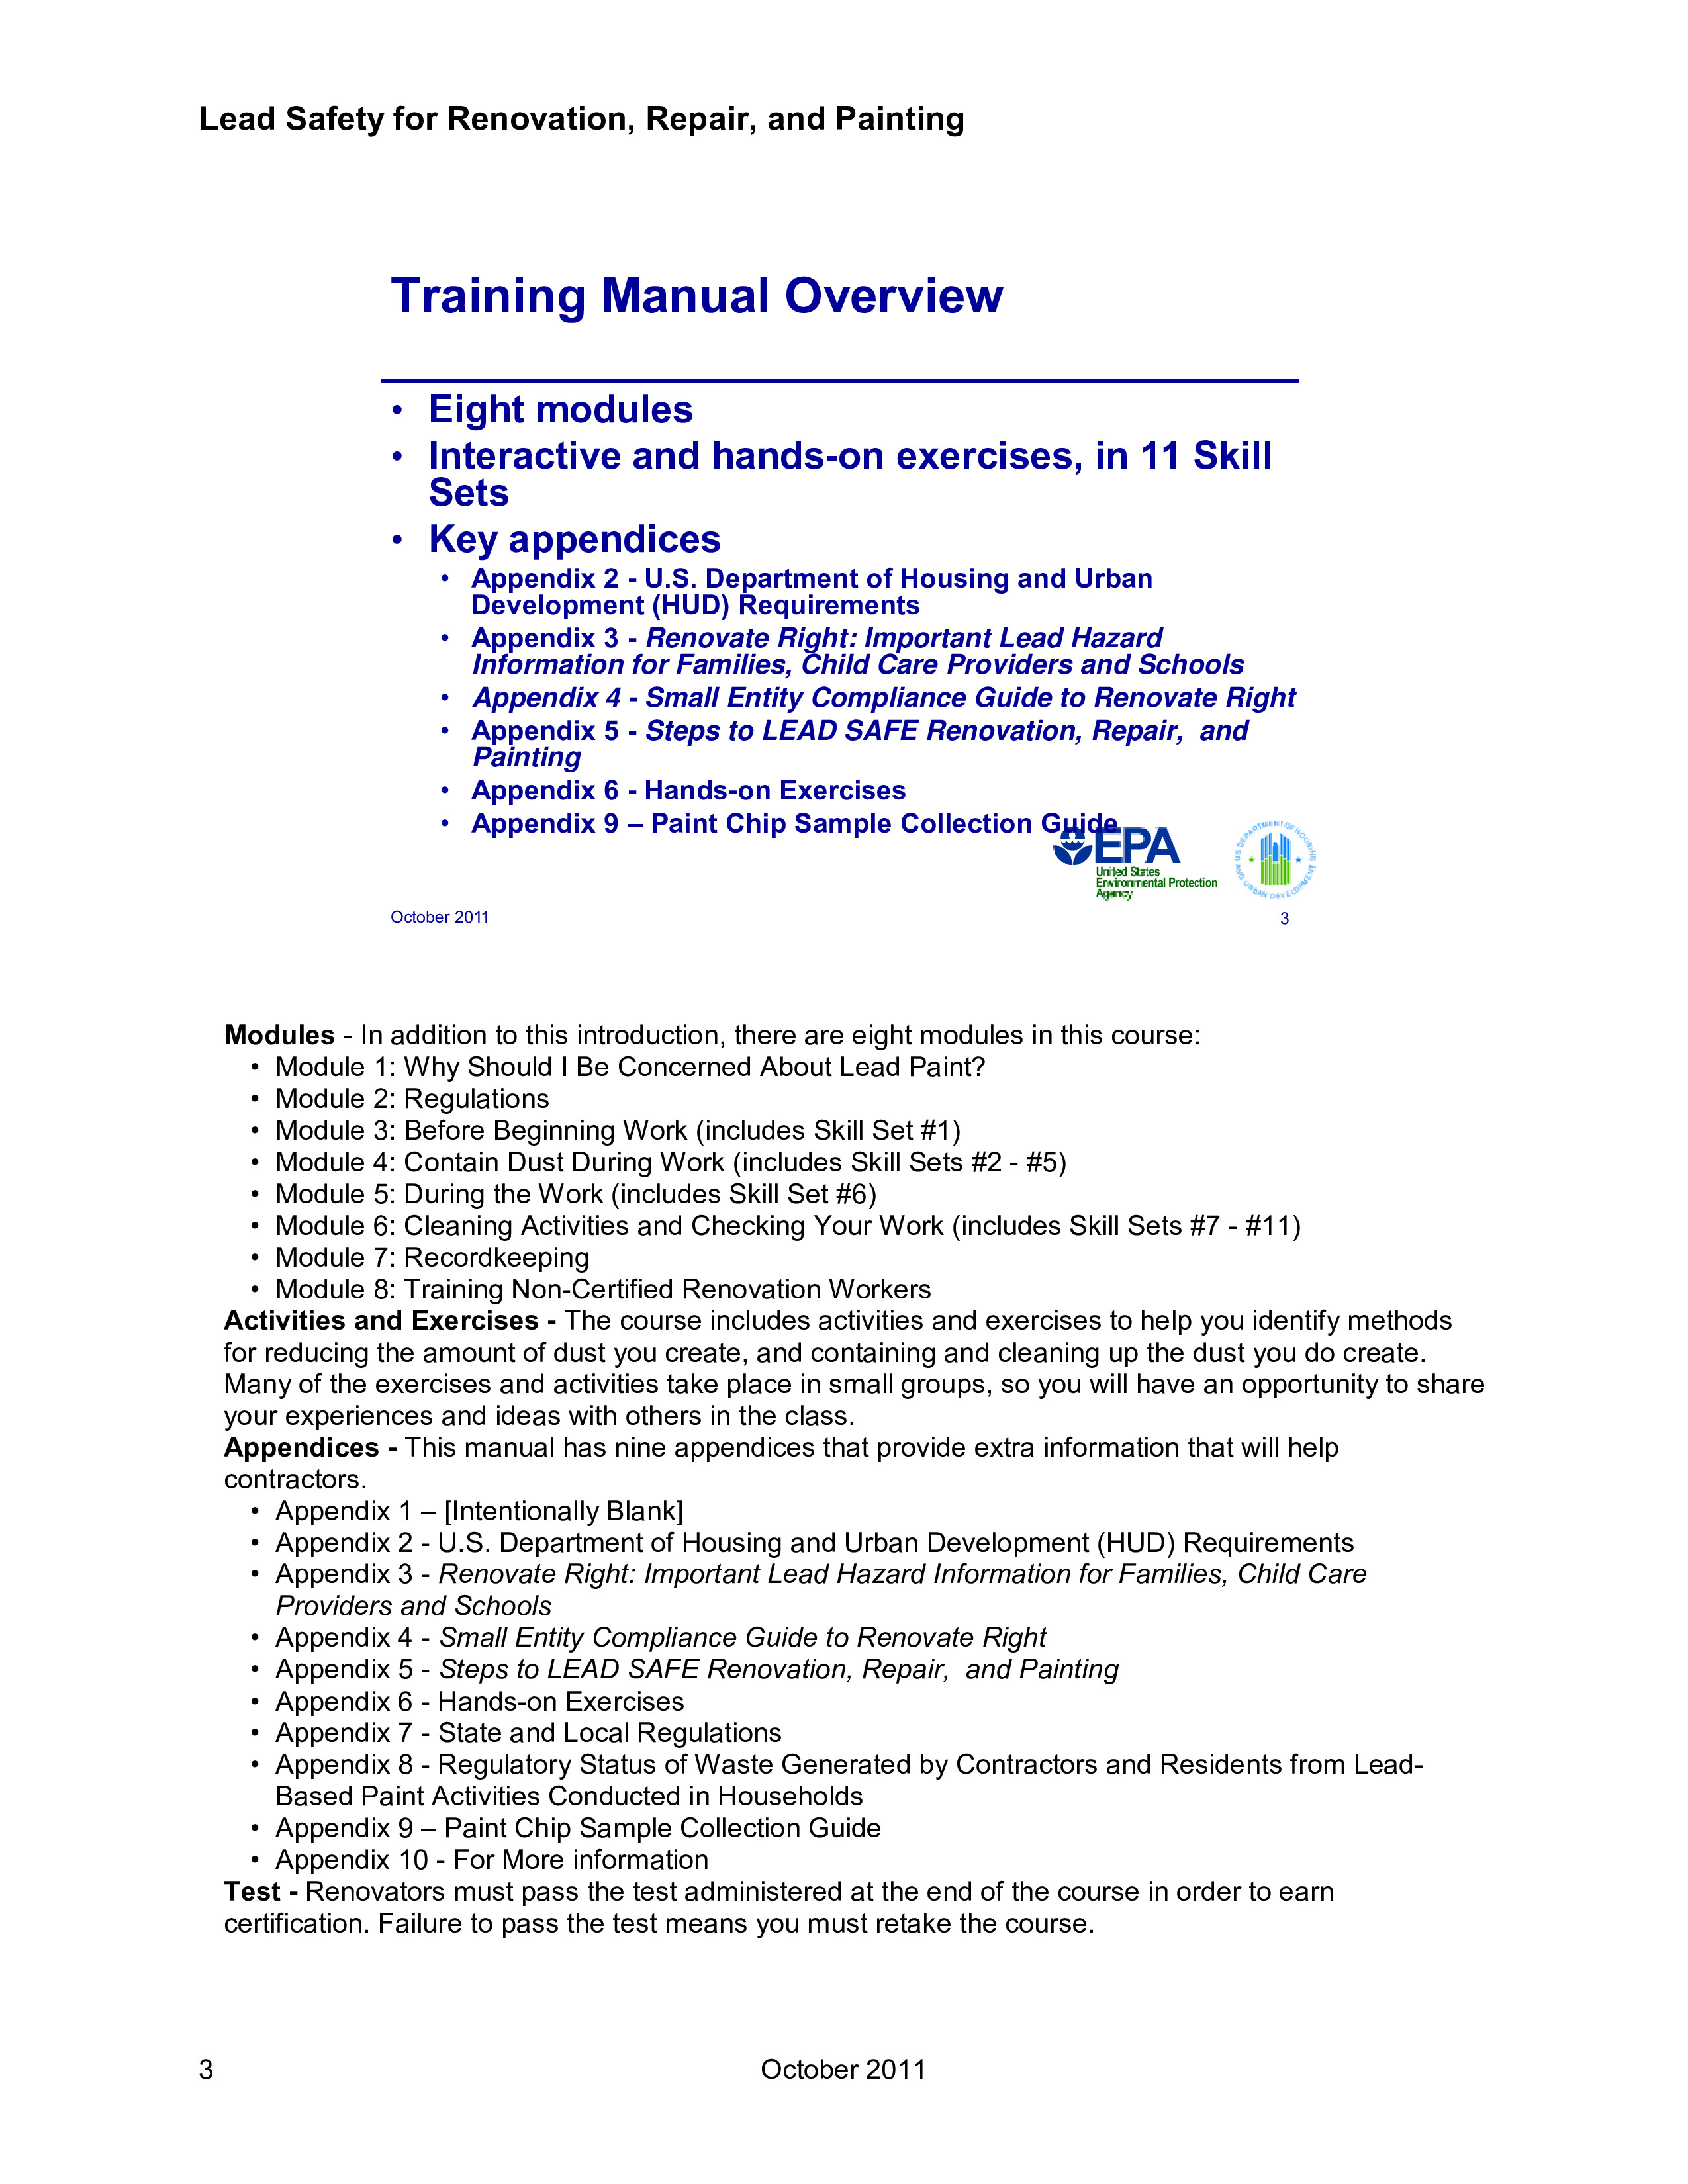 Lead Safety for Renovation, Repair, and Painting
Training Manual Overview
• Eight modules
• Interactive and hands-on exercises, in 11 Skill
Sets
• Key appendices
• Appendix 2 - U.S. Department of Housing and Urban
Development (HUD) Requirements
• Appendix 3 - Renovate Right: Important Lead Hazard
Information for Families, Child Care Providers and Schools
• Appendix 4 - Small Entity Compliance Guide to Renovate Right
• Appendix 5 - Steps to LEAD SAFE Renovation, Repair,  and
Painting
• Appendix 6 - Hands-on Exercises
• Appendix 9 – Paint Chip Sample Collection Guide
EPA
United States
Environmental Protection
Agency
U.S. DEPARTMENT OF HOUSING AND URBAN DEVELOPMENT
October 2011
3
Modules - In addition to this introduction, there are eight modules in this course:
• Module 1: Why Should I Be Concerned About Lead Paint?
• Module 2: Regulations
• Module 3: Before Beginning Work (includes Skill Set #1)
• Module 4: Contain Dust During Work (includes Skill Sets #2 - #5)
• Module 5: During the Work (includes Skill Set #6)
• Module 6: Cleaning Activities and Checking Your Work (includes Skill Sets #7 - #11)
• Module 7: Recordkeeping
• Module 8: Training Non-Certified Renovation Workers
Activities and Exercises - The course includes activities and exercises to help you identify methods
for reducing the amount of dust you create, and containing and cleaning up the dust you do create.
Many of the exercises and activities take place in small groups, so you will have an opportunity to share
your experiences and ideas with others in the class.
Appendices - This manual has nine appendices that provide extra information that will help
contractors.
• Appendix 1 – [Intentionally Blank]
• Appendix 2 - U.S. Department of Housing and Urban Development (HUD) Requirements
• Appendix 3 - Renovate Right: Important Lead Hazard Information for Families, Child Care
Providers and Schools
• Appendix 4 - Small Entity Compliance Guide to Renovate Right
• Appendix 5 - Steps to LEAD SAFE Renovation, Repair,  and Painting
• Appendix 6 - Hands-on Exercises
• Appendix 7 - State and Local Regulations
• Appendix 8 - Regulatory Status of Waste Generated by Contractors and Residents from Lead-
Based Paint Activities Conducted in Households
• Appendix 9 – Paint Chip Sample Collection Guide
• Appendix 10 - For More information
Test - Renovators must pass the test administered at the end of the course in order to earn
certification. Failure to pass the test means you must retake the course.
3
October 2011